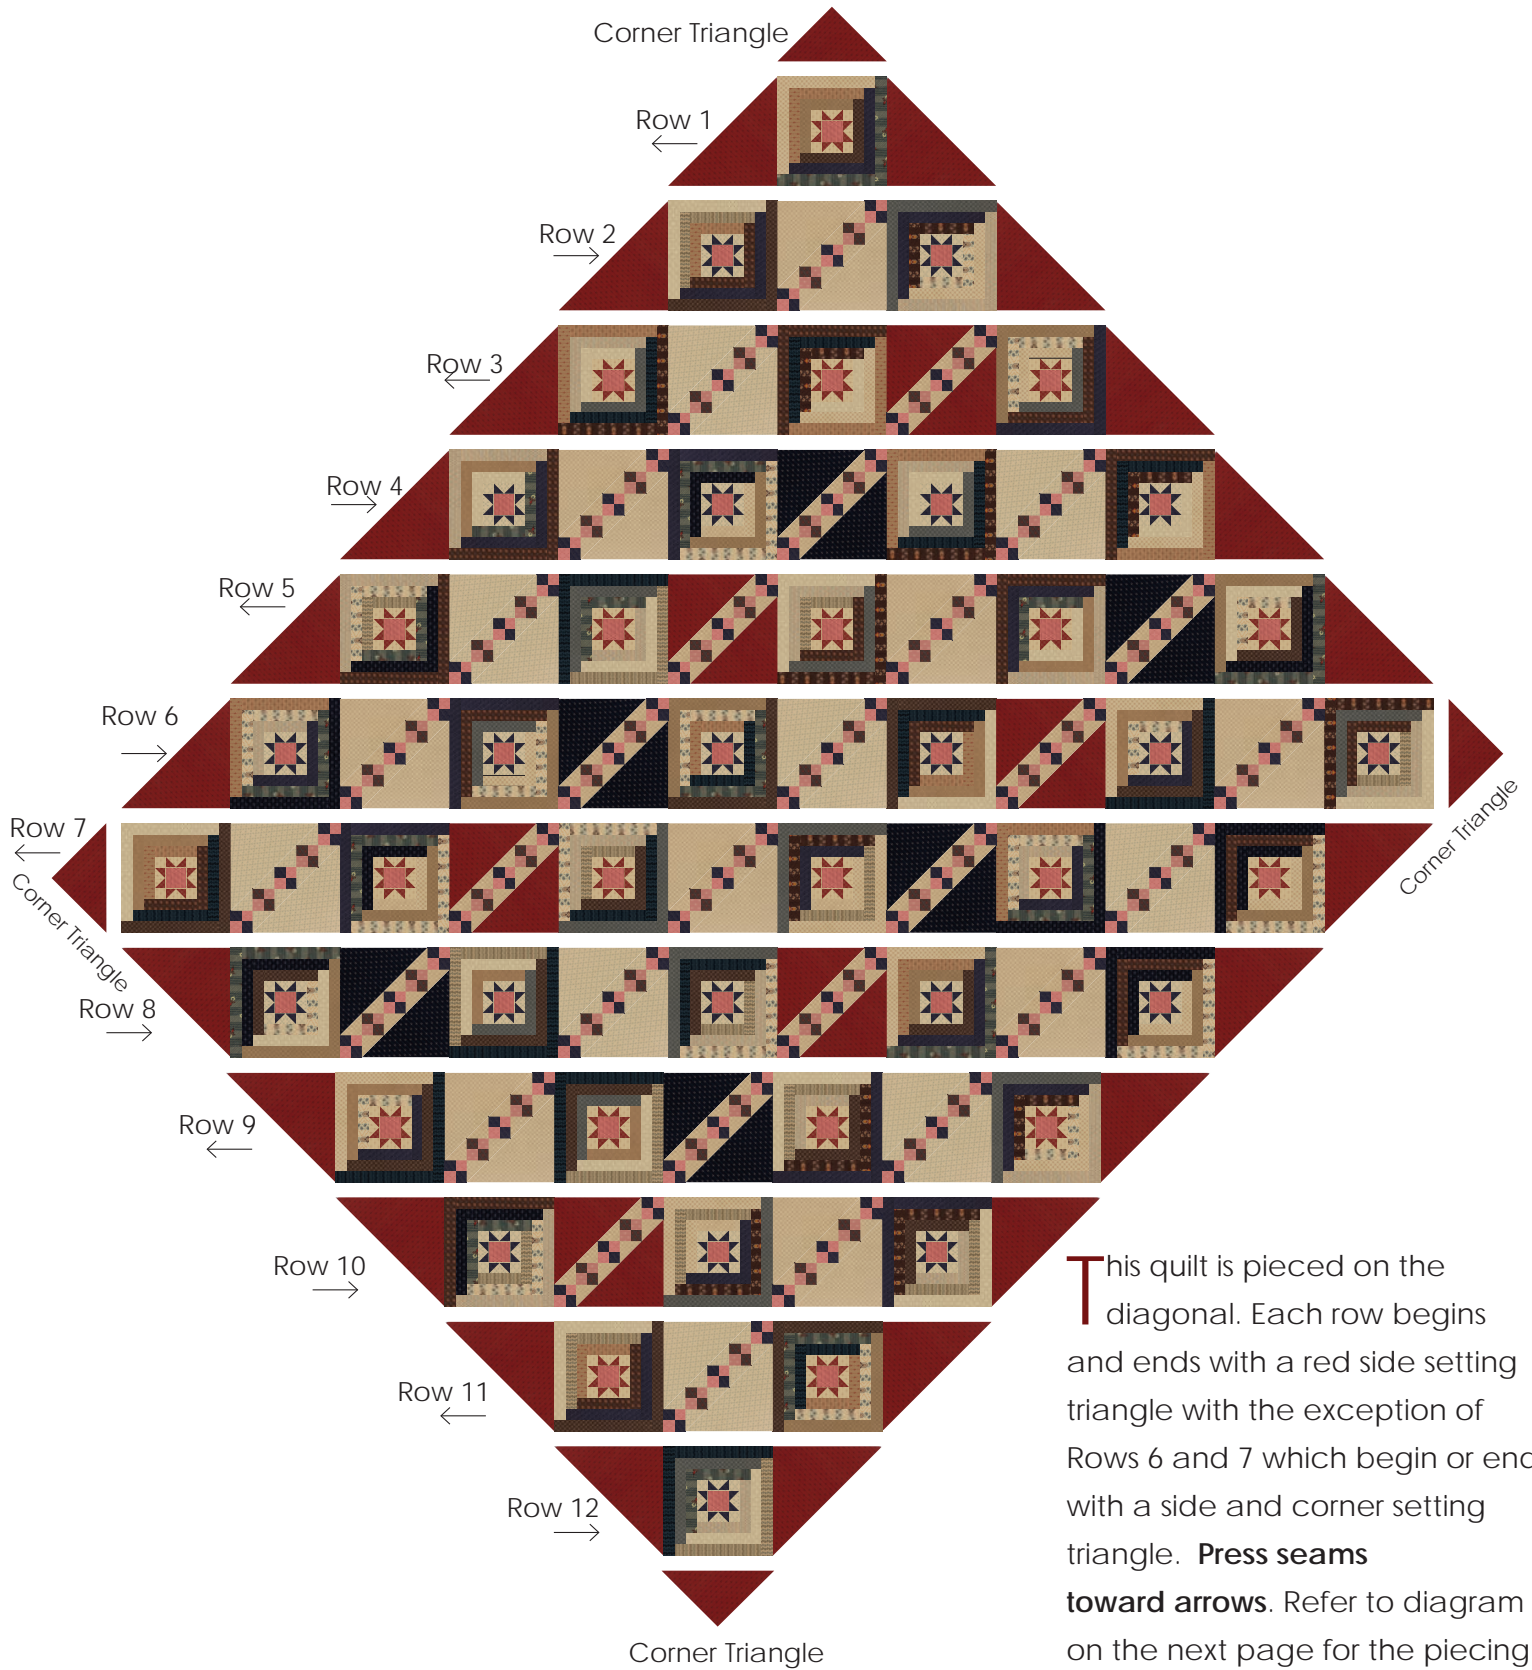 Corner Triangle
Row 1
Row 2
Row 3
Row 4
Row 5
Row 6
Corner Triangle
Row 7
Corner Triangle
Row 8
Row 9
Row 10
Row 11
Row 12
Corner Triangle
This quilt is pieced on the
diagonal. Each row begins
and ends with a red side setting
triangle with the exception of
Rows 6 and 7 which begin or end
with a side and corner setting
triangle. Press seams
toward arrows. Refer to diagram
on the next page for the piecing